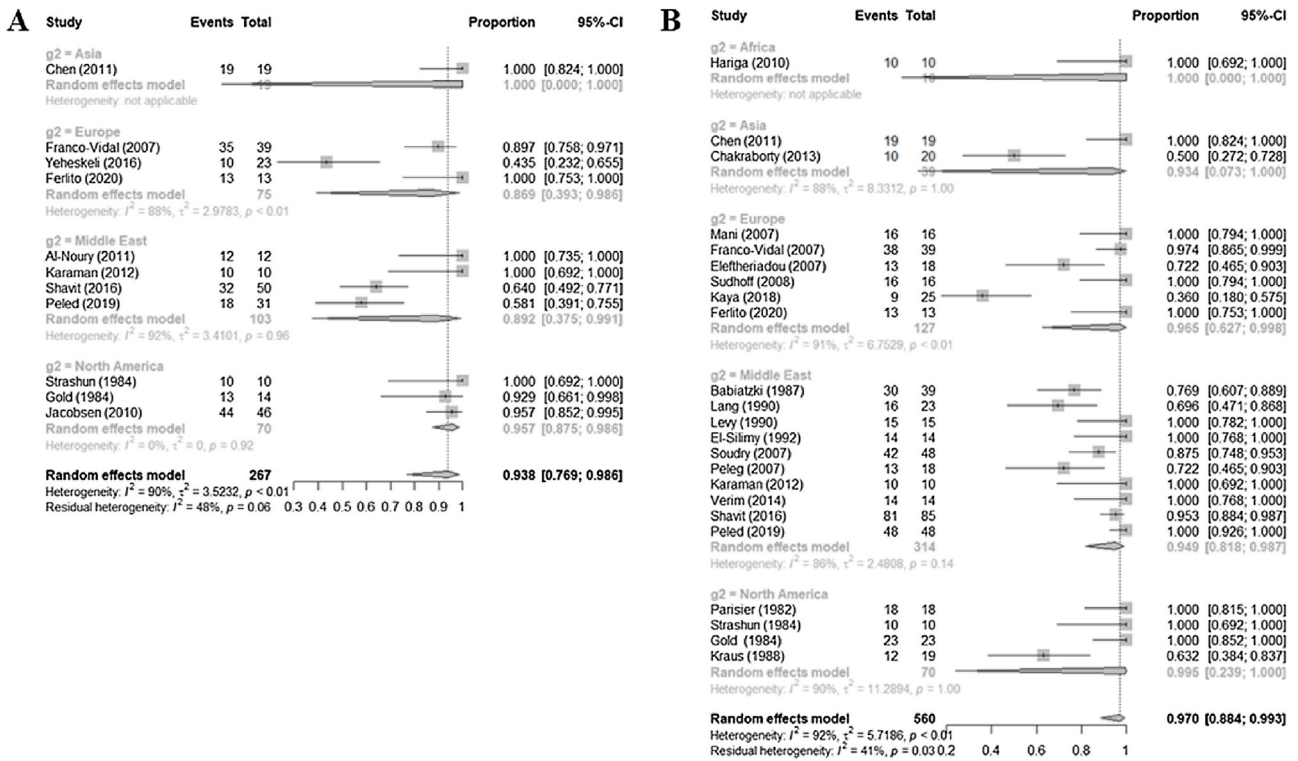 A
Study Events Total Proportion 95%-CI
g2 = Asia
Chen (2011) 19 19 1.000 [0.824; 1.000]
Random effects model 19 1.000 [0.000; 1.000]
Heterogeneity: not applicable
g2 = Europe
Franco-Vidal (2007) 35 39 0.897 [0.758; 0.971]
Yeheskeli (2016) 10 23 0.435 [0.232; 0.655]
Ferlito (2020) 13 13 1.000 [0.753; 1.000]
Random effects model 75 0.869 [0.393; 0.986]
Heterogeneity: I² = 88%, τ² = 2.9783, p < 0.01
g2 = Middle East
Al-Noury (2011) 12 12 1.000 [0.735; 1.000]
Karaman (2012) 10 10 1.000 [0.692; 1.000]
Shavit (2016) 32 50 0.640 [0.492; 0.771]
Peled (2019) 18 31 0.581 [0.391; 0.755]
Random effects model 103 0.892 [0.375; 0.991]
Heterogeneity: I² = 92%, τ² = 3.4101, p = 0.96
g2 = North America
Strashun (1984) 10 10 1.000 [0.692; 1.000]
Gold (1984) 13 14 0.929 [0.661; 0.998]
Jacobsen (2010) 44 46 0.957 [0.852; 0.995]
Random effects model 70 0.957 [0.875; 0.986]
Heterogeneity: I² = 0%, τ² = 0, p = 0.92
Random effects model 267 0.938 [0.769; 0.986]
Heterogeneity: I² = 90%, τ² = 3.5232, p < 0.01
Residual heterogeneity: I² = 48%, p = 0.06 0.3 0.4 0.5 0.6 0.7 0.8 0.9 1
B
Study Events Total Proportion 95%-CI
g2 = Africa
Hariga (2010) 10 10 1.000 [0.692; 1.000]
Random effects model 10 1.000 [0.000; 1.000]
Heterogeneity: not applicable
g2 = Asia
Chen (2011) 19 19 1.000 [0.824; 1.000]
Chakraborty (2013) 10 20 0.500 [0.272; 0.728]
Random effects model 39 0.934 [0.073; 1.000]
Heterogeneity: I² = 88%, τ² = 8.3312, p = 1.00
g2 = Europe
Mani (2007) 16 16 1.000 [0.794; 1.000]
Franco-Vidal (2007) 38 39 0.974 [0.865; 0.999]
Eleftheriadou (2007) 13 18 0.722 [0.465; 0.903]
Sudhoff (2008) 16 16 1.000 [0.794; 1.000]
Kaya (2018) 9 25 0.360 [0.180; 0.575]
Ferlito (2020) 13 13 1.000 [0.753; 1.000]
Random effects model 127 0.965 [0.627; 0.998]
Heterogeneity: I² = 91%, τ² = 6.7529, p < 0.01
g2 = Middle East
Babiatzki (1987) 30 39 0.769 [0.607; 0.889]
Lang (1990) 16 23 0.696 [0.471; 0.868]
Levy (1990) 15 15 1.000 [0.782; 1.000]
El-Silimy (1992) 14 14 1.000 [0.768; 1.000]
Soudry (2007) 42 48 0.875 [0.748; 0.953]
Peleg (2007) 13 18 0.722 [0.465; 0.903]
Karaman (2012) 10 10 1.000 [0.692; 1.000]
Verim (2014) 14 14 1.000 [0.768; 1.000]
Shavit (2016) 81 85 0.953 [0.884; 0.987]
Peled (2019) 48 48 1.000 [0.926; 1.000]
Random effects model 314 0.949 [0.818; 0.987]
Heterogeneity: I² = 86%, τ² = 2.4808, p = 0.14
g2 = North America
Parisier (1982) 18 18 1.000 [0.815; 1.000]
Strashun (1984) 10 10 1.000 [0.692; 1.000]
Gold (1984) 23 23 1.000 [0.852; 1.000]
Kraus (1988) 12 19 0.632 [0.384; 0.837]
Random effects model 70 0.995 [0.239; 1.000]
Heterogeneity: I² = 90%, τ² = 11.2894, p = 1.00
Random effects model 560 0.970 [0.884; 0.993]
Heterogeneity: I² = 92%, τ² = 5.7186, p < 0.01
Residual heterogeneity: I² = 41%, p = 0.03 0.2 0.4 0.6 0.8 1